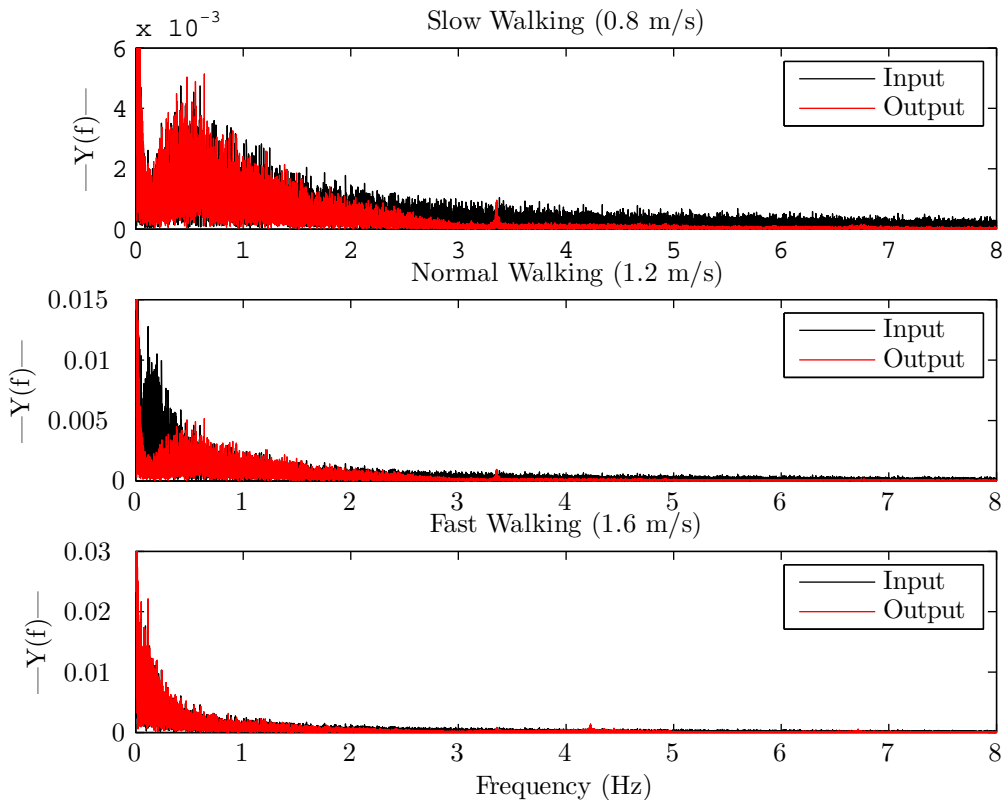 Slow Walking (0.8 m/s)
x 10^-3
6
4
2
0
—Y(f)—
Input
Output
0 1 2 3 4 5 6 7 8
Normal Walking (1.2 m/s)
0.015
0.01
0.005
0
—Y(f)—
Input
Output
0 1 2 3 4 5 6 7 8
Fast Walking (1.6 m/s)
0.03
0.02
0.01
0
—Y(f)—
Input
Output
0 1 2 3 4 5 6 7 8
Frequency (Hz)